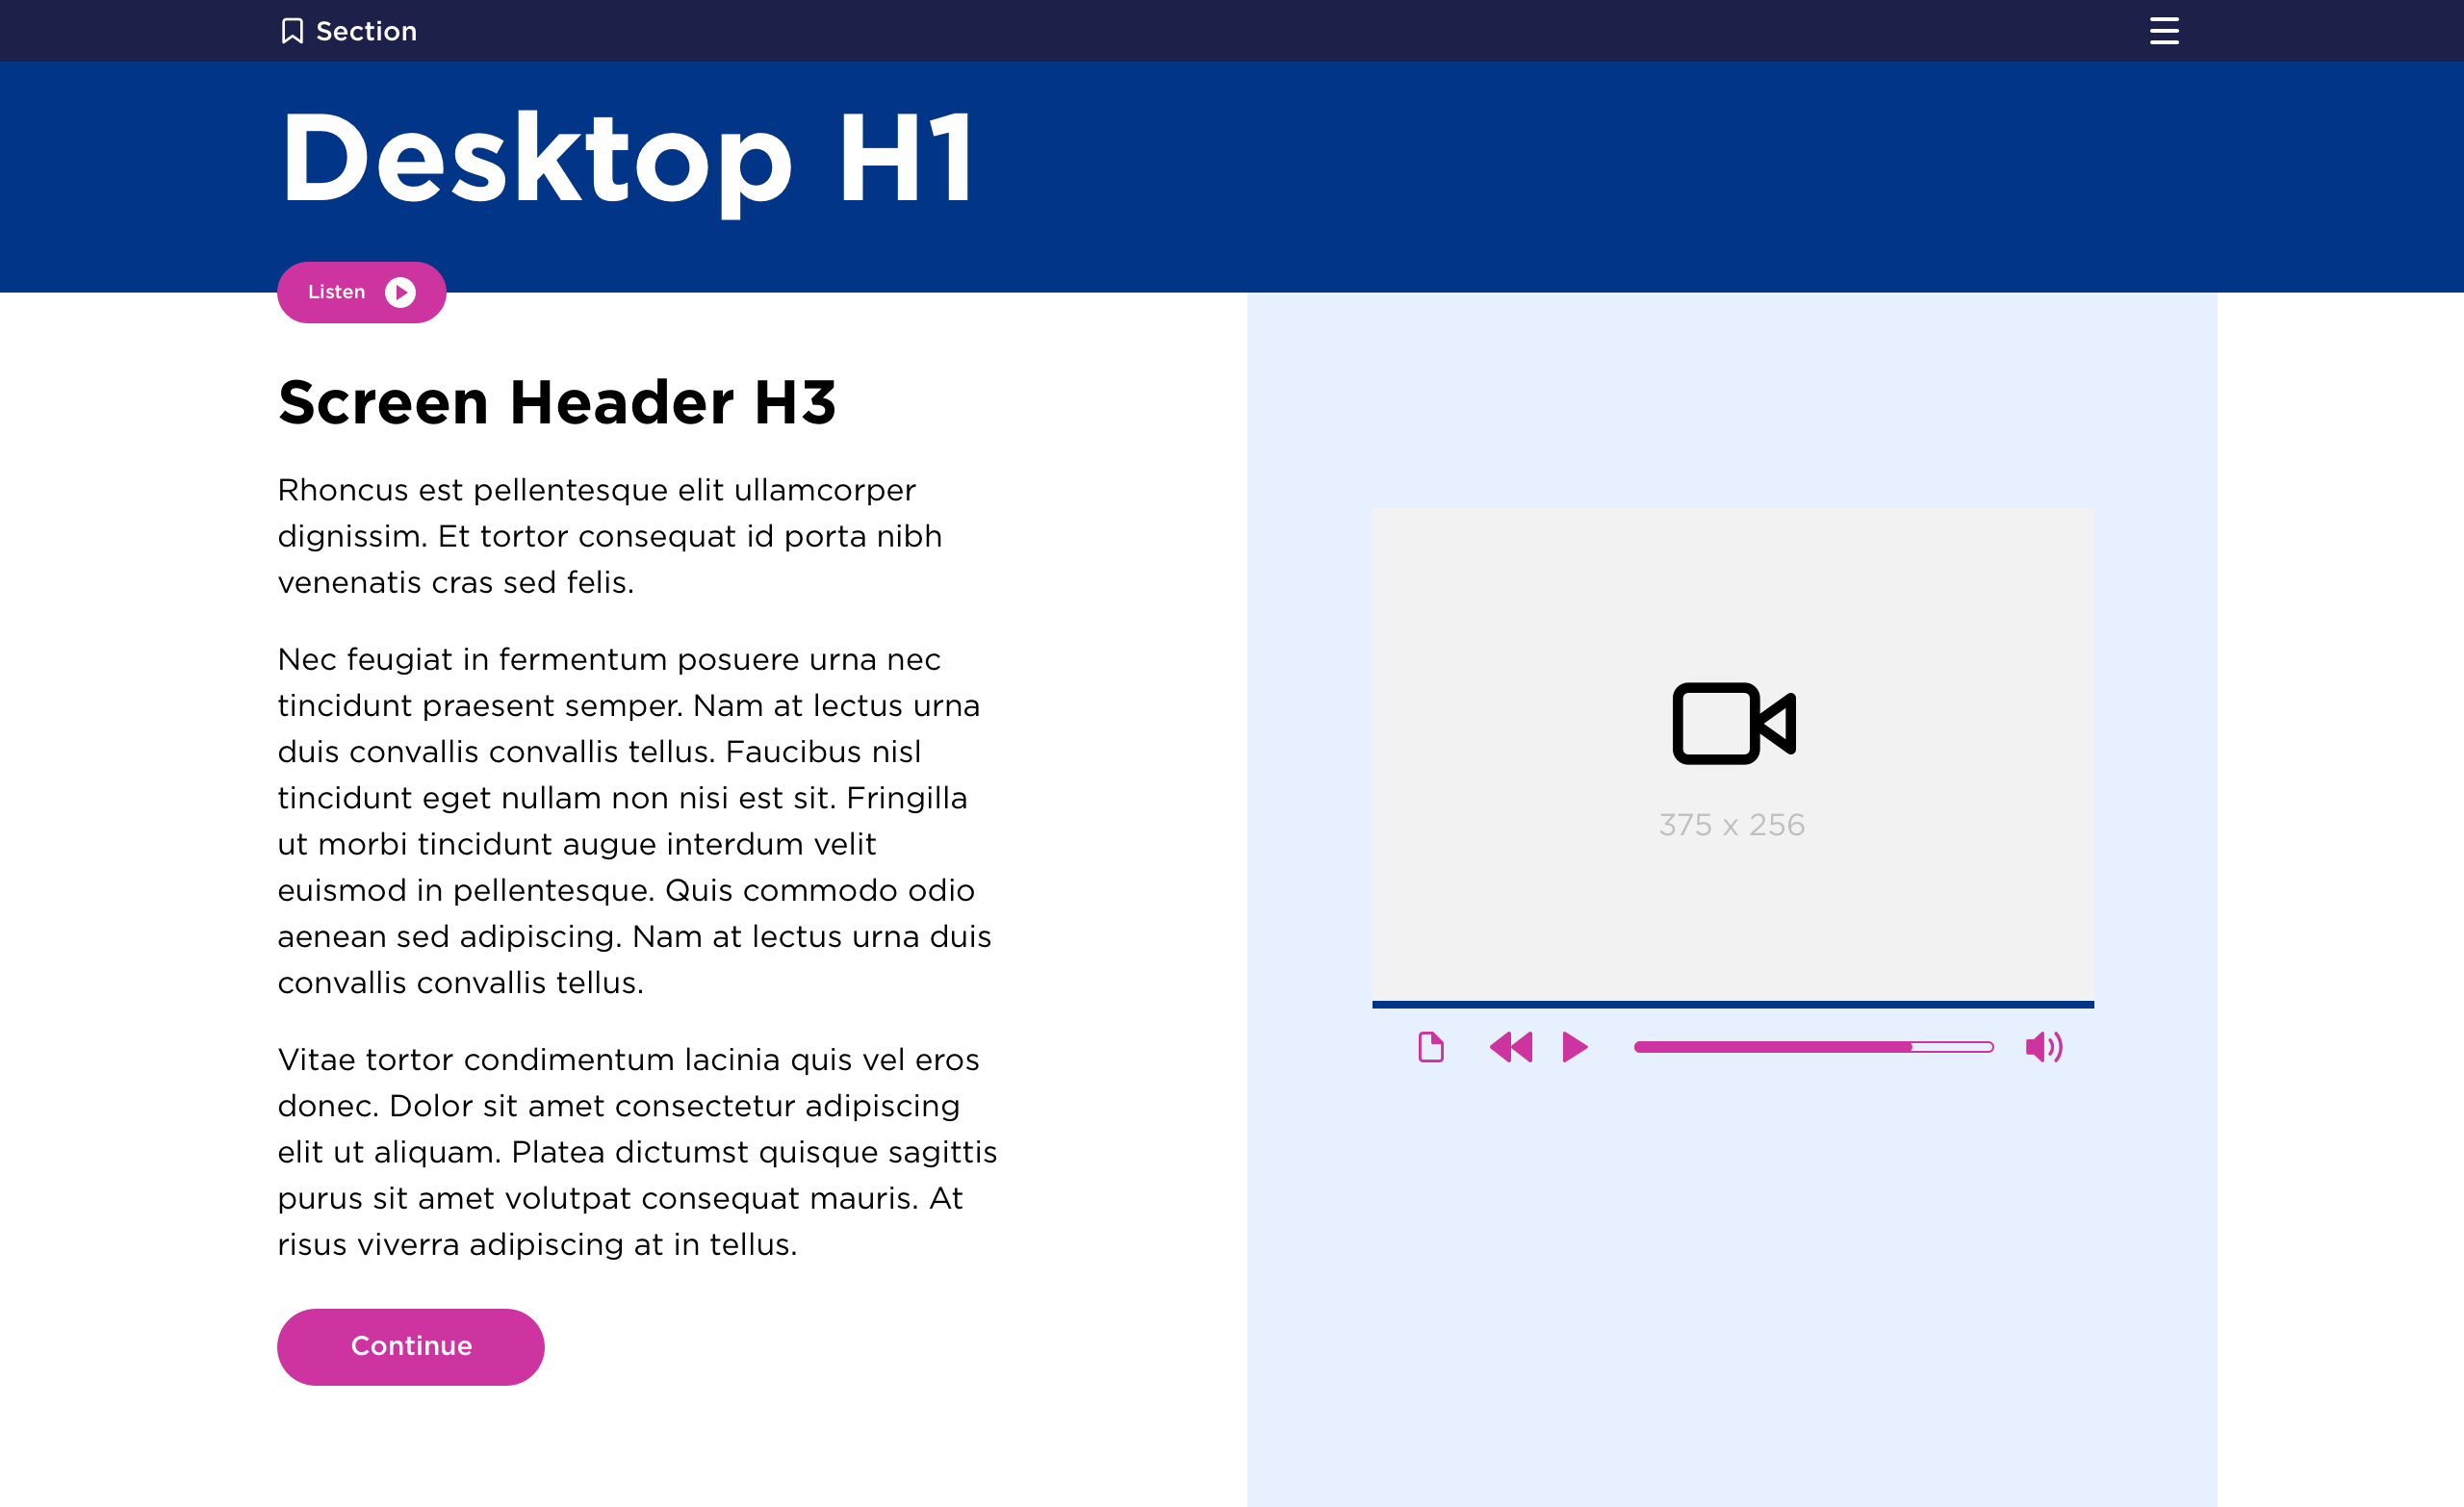 Section
Desktop H1
Listen
Screen Header H3
Rhoncus est pellentesque elit ullamcorper
dignissim. Et tortor consequat id porta nibh
venenatis cras sed felis.
Nec feugiat in fermentum posuere urna nec
tincidunt praesent semper. Nam at lectus urna
duis convallis convallis tellus. Faucibus nisl
tincidunt eget nullam non nisi est sit. Fringilla
ut morbi tincidunt augue interdum velit
euismod in pellentesque. Quis commodo odio
aenean sed adipiscing. Nam at lectus urna duis
convallis convallis tellus.
Vitae tortor condimentum lacinia quis vel eros
donec. Dolor sit amet consectetur adipiscing
elit ut aliquam. Platea dictumst quisque sagittis
purus sit amet volutpat consequat mauris. At
risus viverra adipiscing at in tellus.
Continue
375 x 256